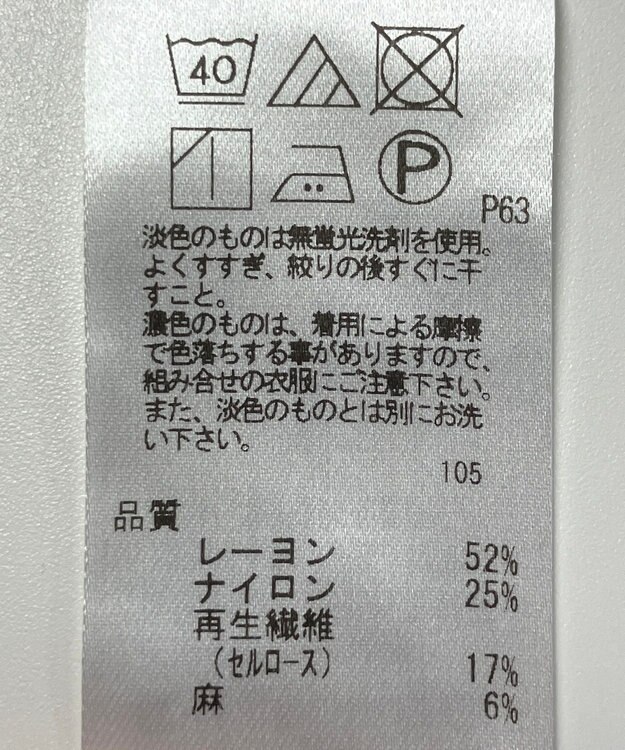 40
P
P63
淡色のものは無蛍光洗剤を使用。
よくすすぎ、絞りの後すぐに干
すこと。
濃色のものは、着用による摩擦
で色落ちする事がありますので、
組み合せの衣服にご注意下さい。
また、淡色のものとは別にお洗
い下さい。
105
品質
レーヨン 52%
ナイロン 25%
再生繊維
(セルロース) 17%
麻 6%